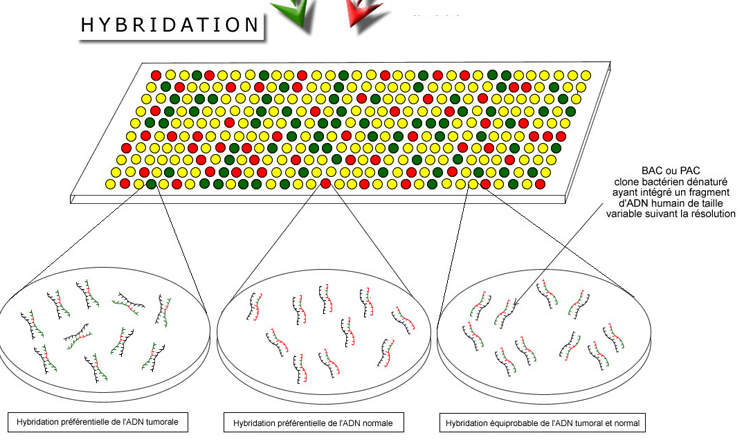 HYBRIDATION
BAC ou PAC
clone bactérien dénaturé
ayant intégré un fragment
d'ADN humain de taille
variable suivant la résolution
Hybridation préférentielle de l'ADN tumorale
Hybridation préférentielle de l'ADN normale
Hybridation équiprobable de l'ADN tumoral et normal